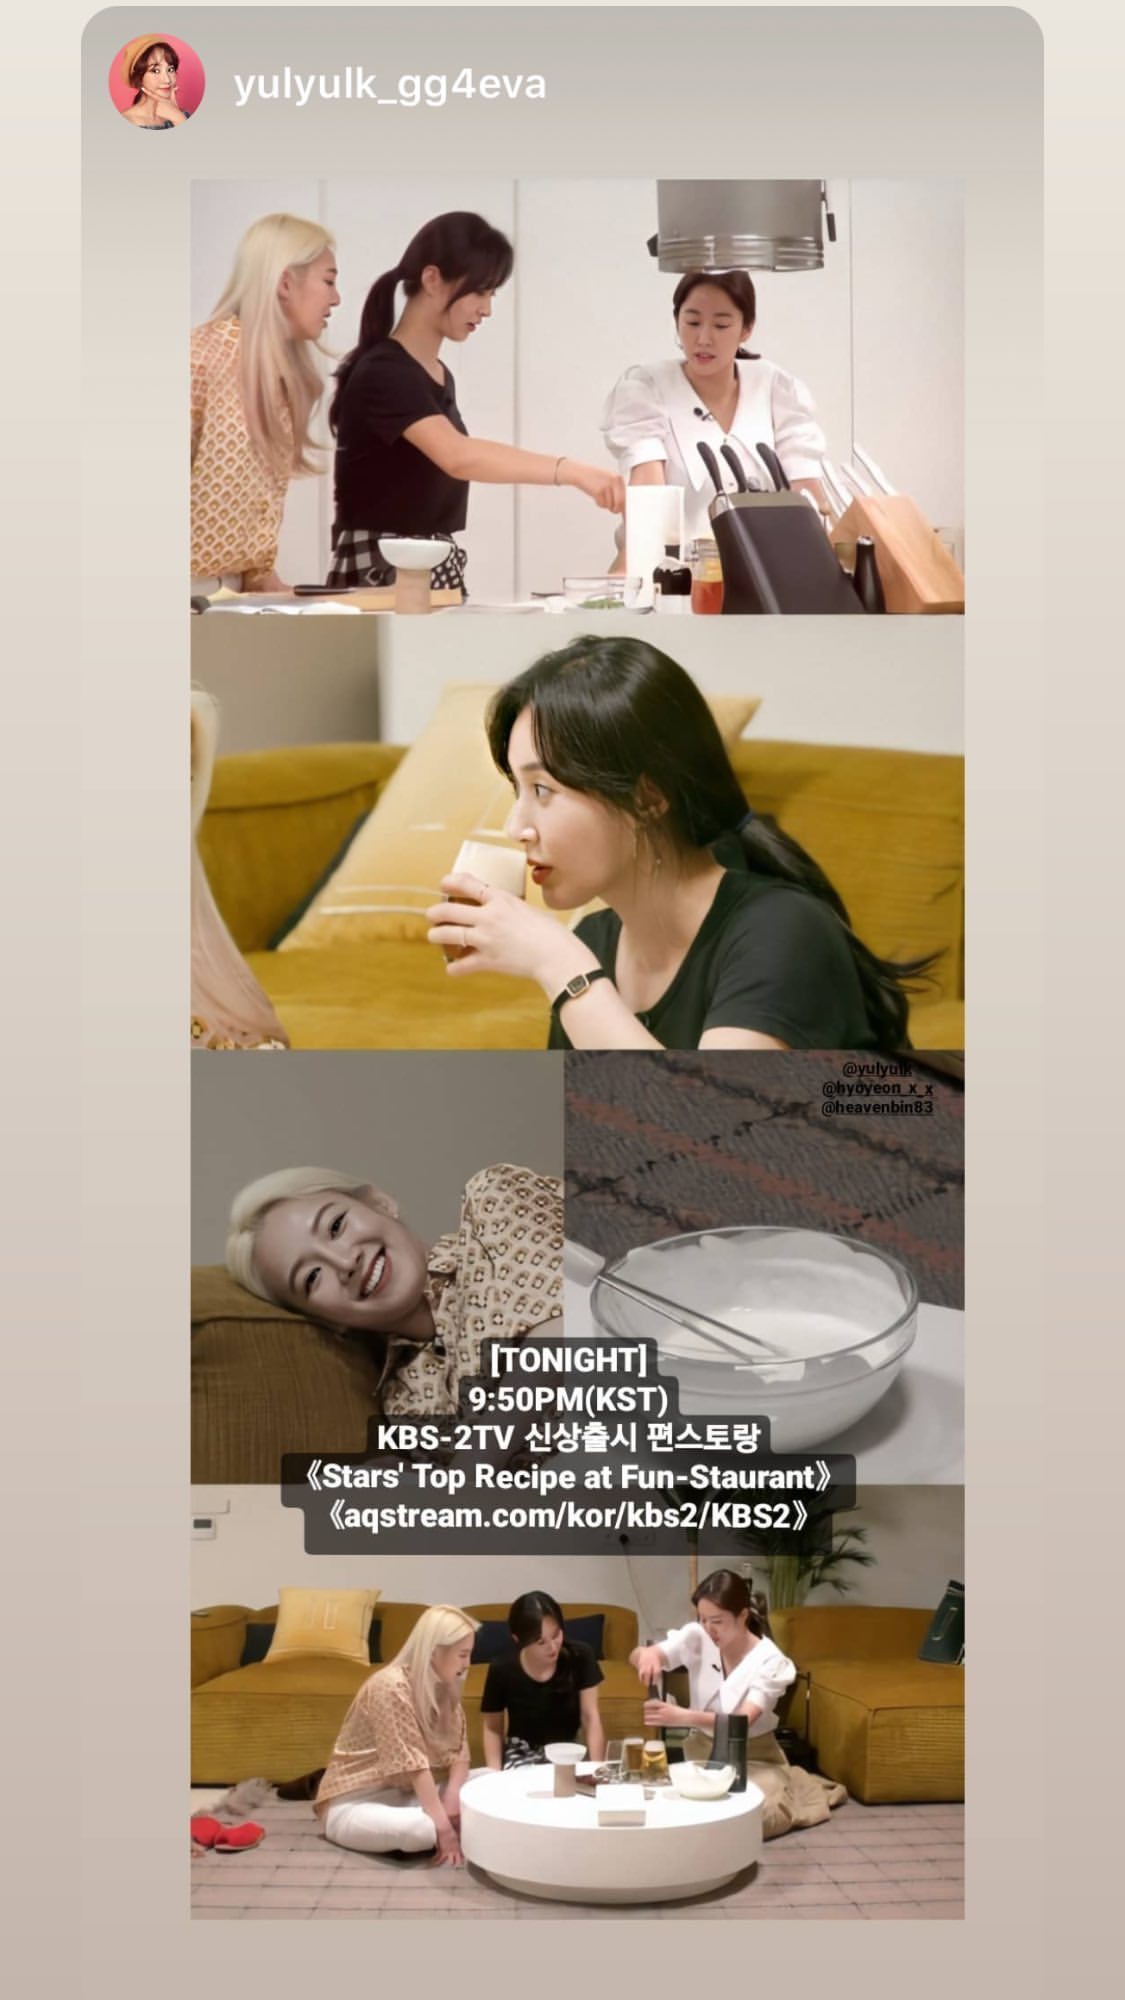 yulyulk_gg4eva
@yulyulk
@hyoyeon_x_x
@heavenbin83
[TONIGHT]
9:50PM(KST)
KBS-2TV 신상출시 편스토랑
《Stars' Top Recipe at Fun-Staurant》
《aqstream.com/kor/kbs2/KBS2》